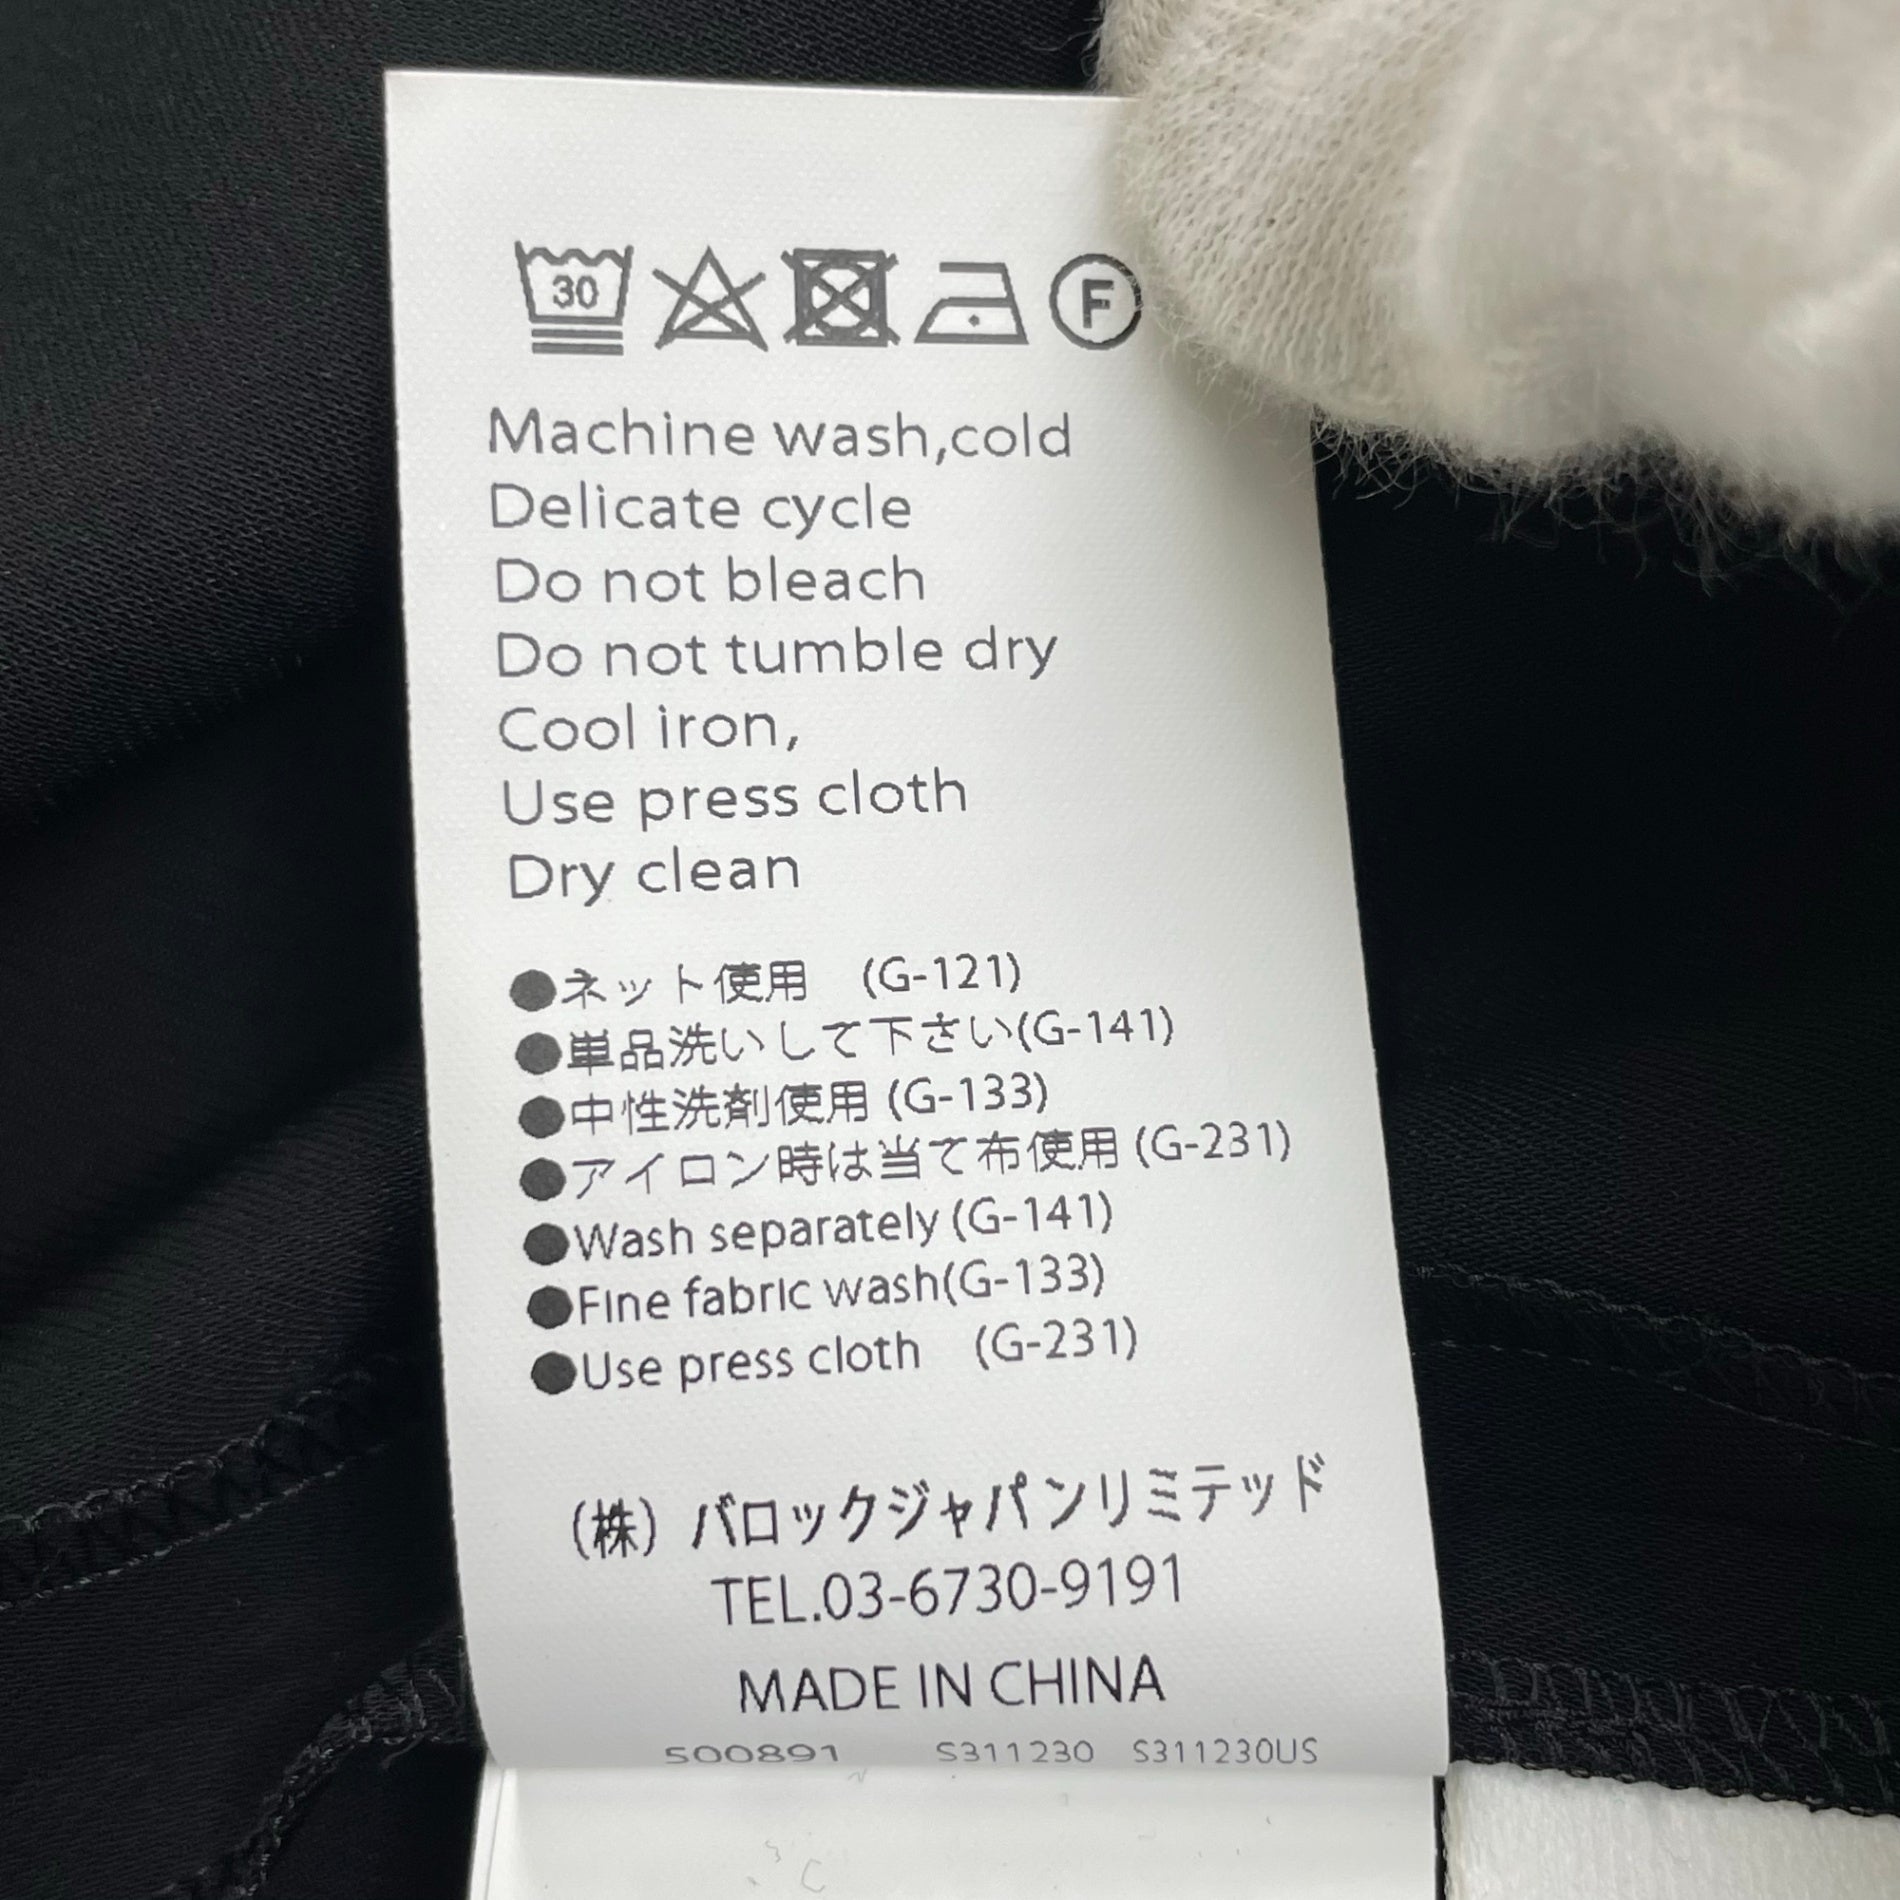 30
F
Machine wash,cold
Delicate cycle
Do not bleach
Do not tumble dry
Cool iron,
Use press cloth
Dry clean
●ネット使用 (G-121)
●単品洗いして下さい(G-141)
●中性洗剤使用 (G-133)
●アイロン時は当て布使用 (G-231)
●Wash separately (G-141)
●Fine fabric wash(G-133)
●Use press cloth (G-231)
(株) バロックジャパンリミテッド
TEL.03-6730-9191
MADE IN CHINA
500891 S311230 S311230US